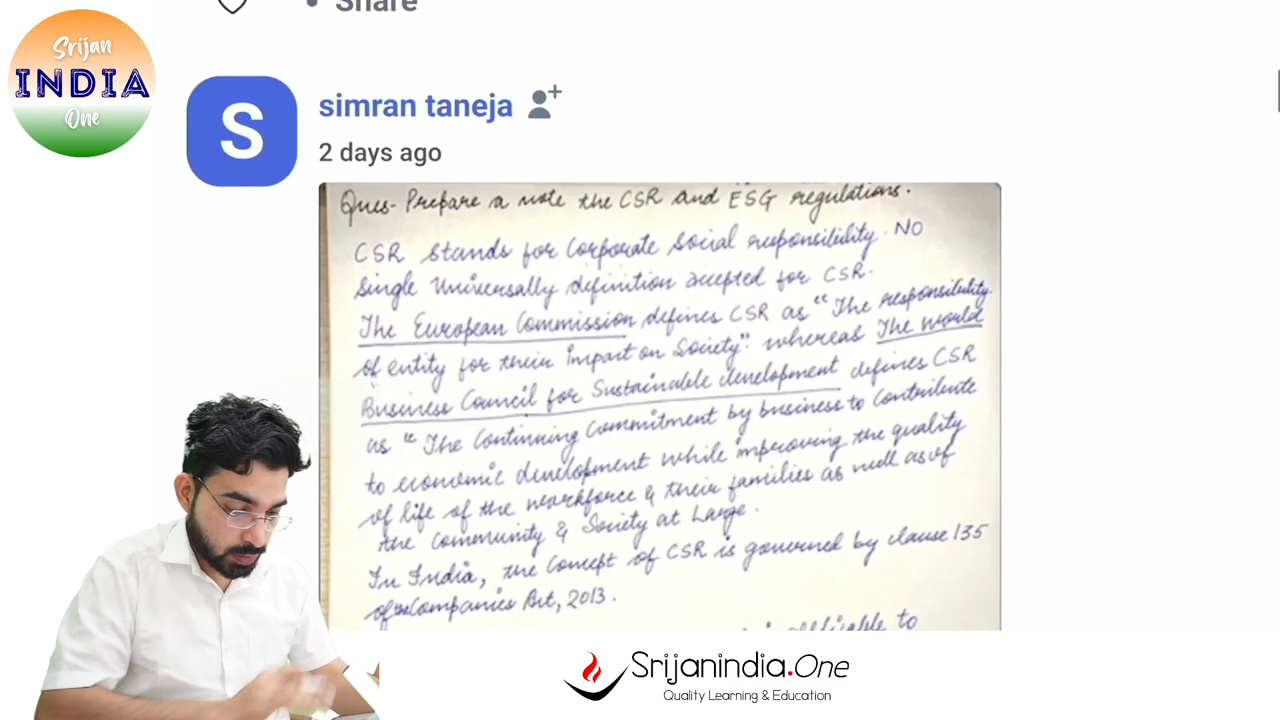 Share
Srijan
INDIA
One
S
simran taneja
2 days ago
Ques- Prepare a note the CSR and ESG regulations.
CSR stands for Corporate Social responsibility. NO
Single Universally definition accepted for CSR.
The European Commission defines CSR as "The responsibility
of entity for their impact on Society". whereas The World
Business Council for Sustainable development defines CSR
as "The Continuing Commitment by business to Contribute
to economic development while improving the quality
of life of the workforce & their families as well as of
the Community & Society at Large.
In India, the Concept of CSR is governed by clause 135
of the Companies Act, 2013.
applicable to
Srijanindia.One
Quality Learning & Education